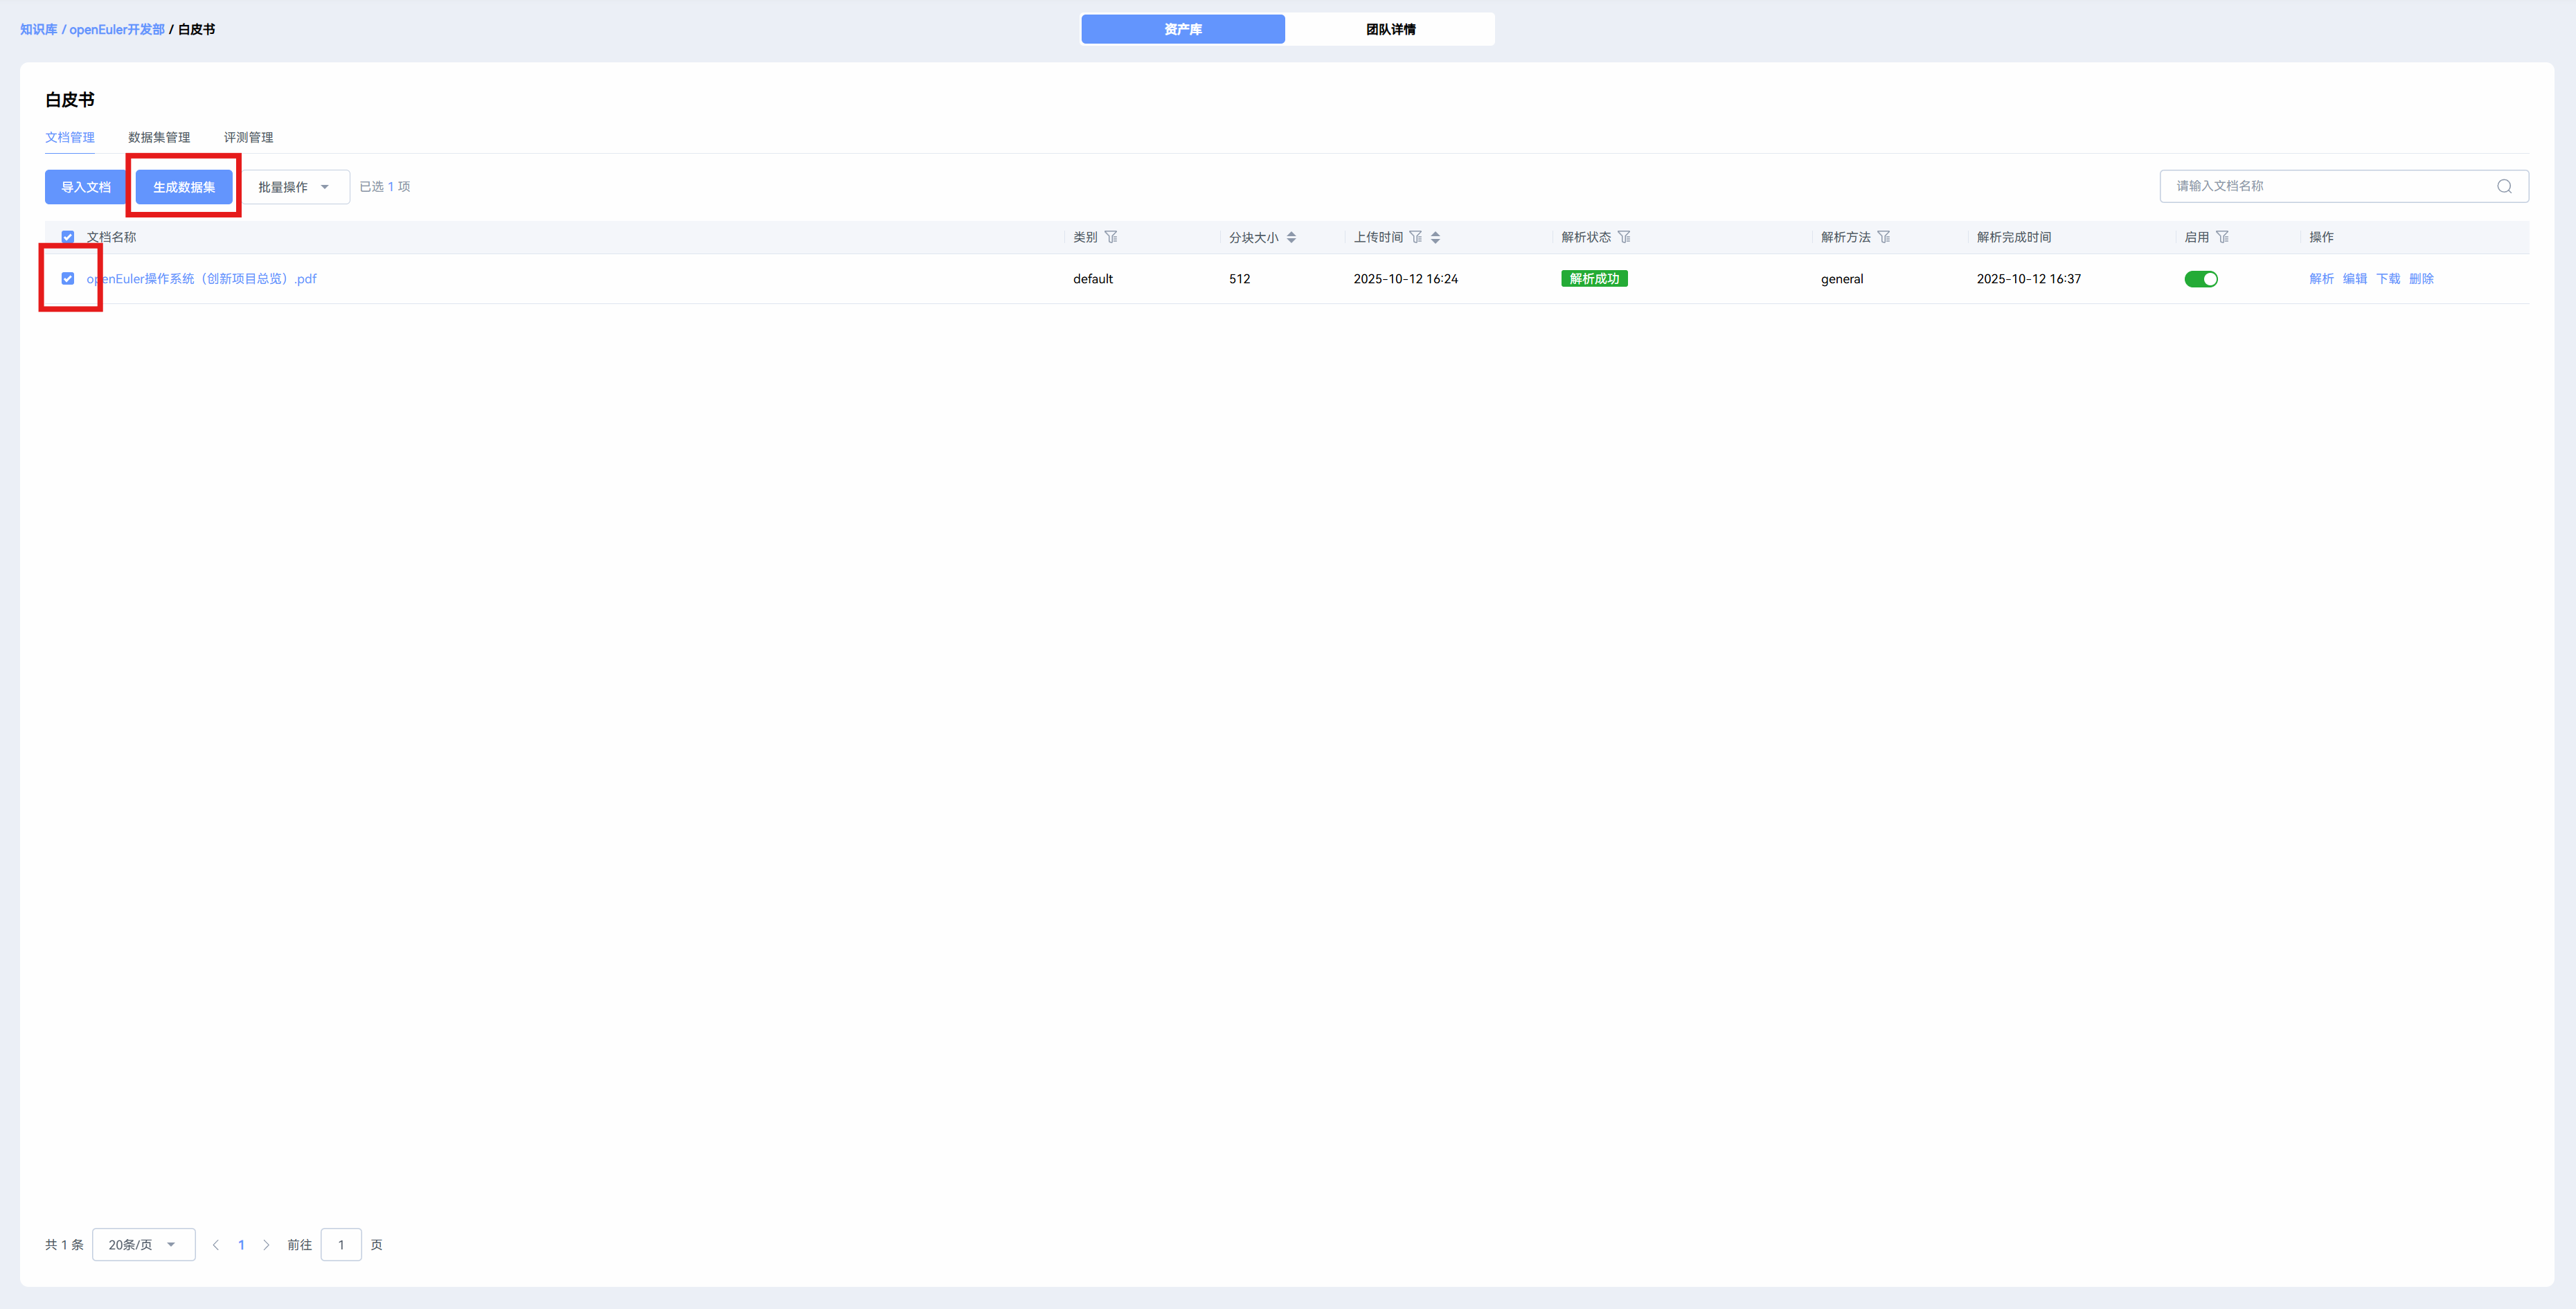 知识库 / openEuler开发部 / 白皮书
资产库
团队详情
白皮书
文档管理 数据集管理 评测管理
导入文档 生成数据集 批量操作 已选 1 项
请输入文档名称
文档名称 类别 分块大小 上传时间 解析状态 解析方法 解析完成时间 启用 操作
openEuler操作系统（创新项目总览）.pdf default 512 2025-10-12 16:24 解析成功 general 2025-10-12 16:37 解析 编辑 下载 删除
共 1 条 20条/页 1 前往 1 页